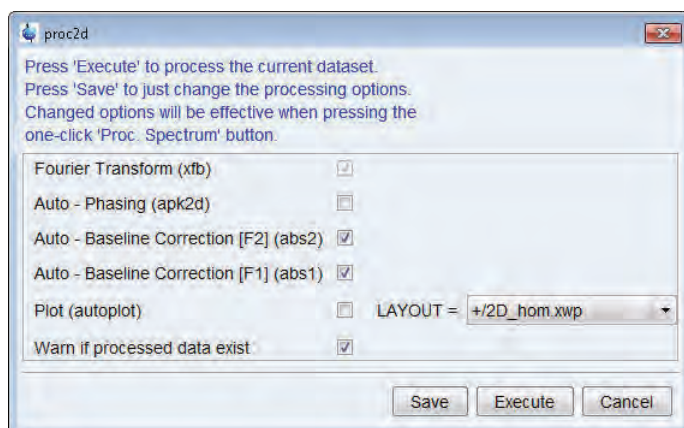 proc2d
Press 'Execute' to process the current dataset.
Press 'Save' to just change the processing options.
Changed options will be effective when pressing the
one-click 'Proc. Spectrum' button.
Fourier Transform (xfb)
Auto - Phasing (apk2d)
Auto - Baseline Correction [F2] (abs2)
Auto - Baseline Correction [F1] (abs1)
Plot (autoplot) LAYOUT = +/2D_hom.xwp
Warn if processed data exist
Save Execute Cancel